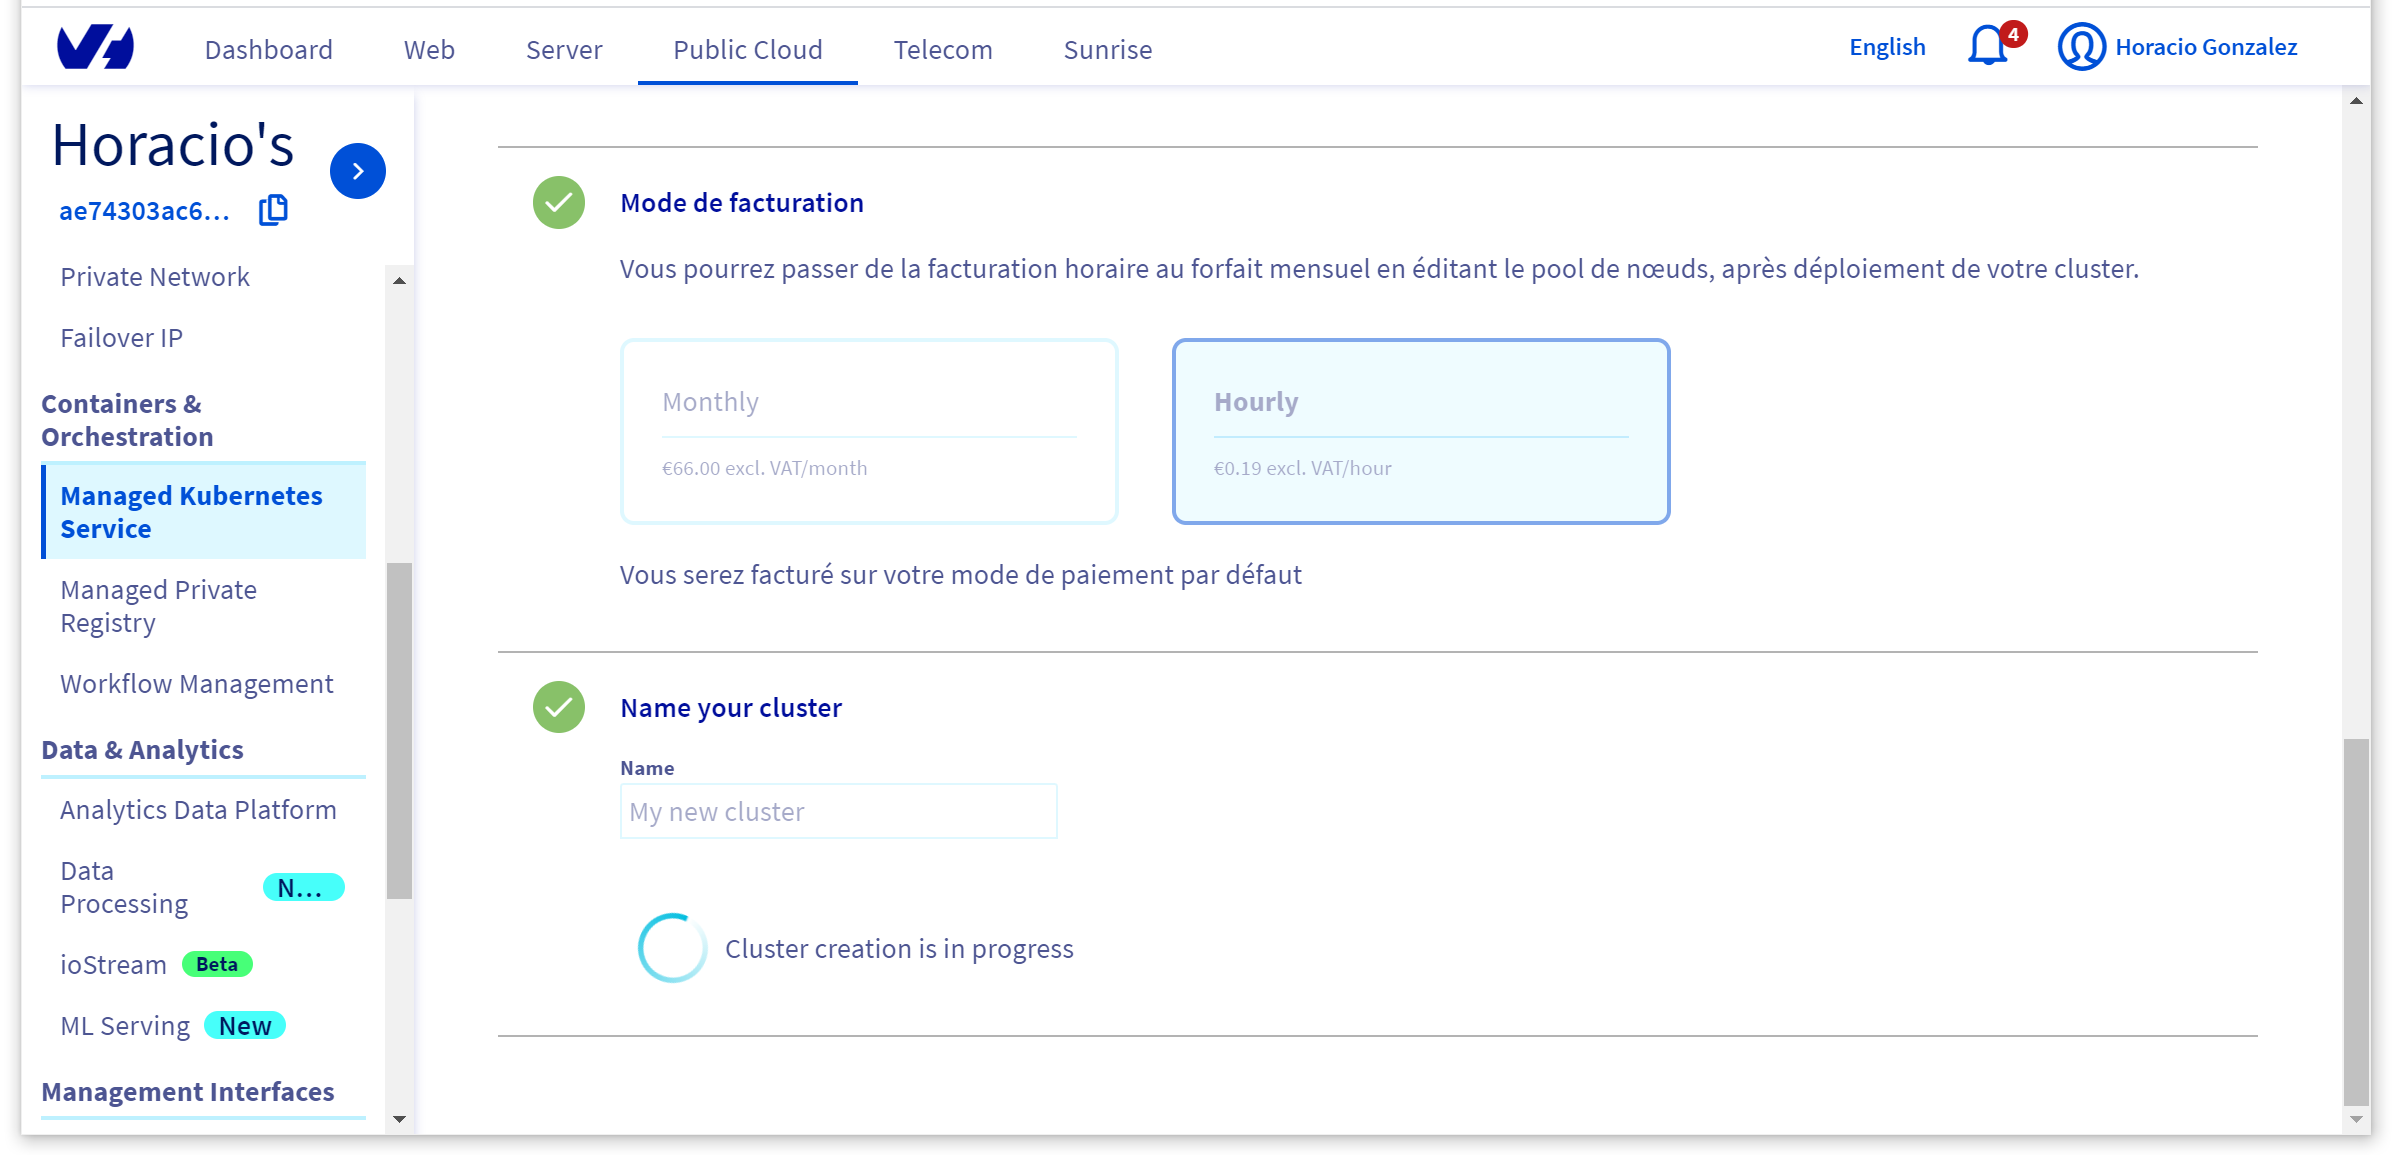 Dashboard
Web
Server
Public Cloud
Telecom
Sunrise
English
4
Horacio Gonzalez
Horacio's
ae74303ac6...
Private Network
Failover IP
Containers &
Orchestration
Managed Kubernetes
Service
Managed Private
Registry
Workflow Management
Data & Analytics
Analytics Data Platform
Data
Processing
N...
ioStream
Beta
ML Serving
New
Management Interfaces
Mode de facturation
Vous pourrez passer de la facturation horaire au forfait mensuel en éditant le pool de nœuds, après déploiement de votre cluster.
Monthly
€66.00 excl. VAT/month
Hourly
€0.19 excl. VAT/hour
Vous serez facturé sur votre mode de paiement par défaut
Name your cluster
Name
My new cluster
Cluster creation is in progress